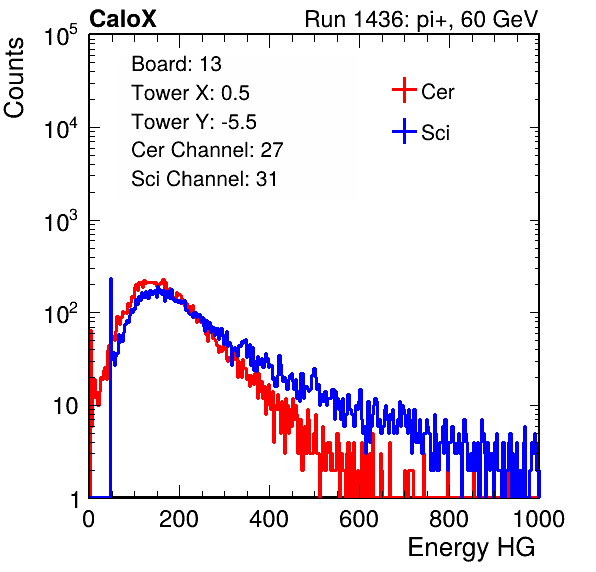 CaloX Run 1436: pi+, 60 GeV
Counts
Board: 13
Tower X: 0.5
Tower Y: -5.5
Cer Channel: 27
Sci Channel: 31
Cer
Sci
10^5
10^4
10^3
10^2
10
1
0 200 400 600 800 1000
Energy HG